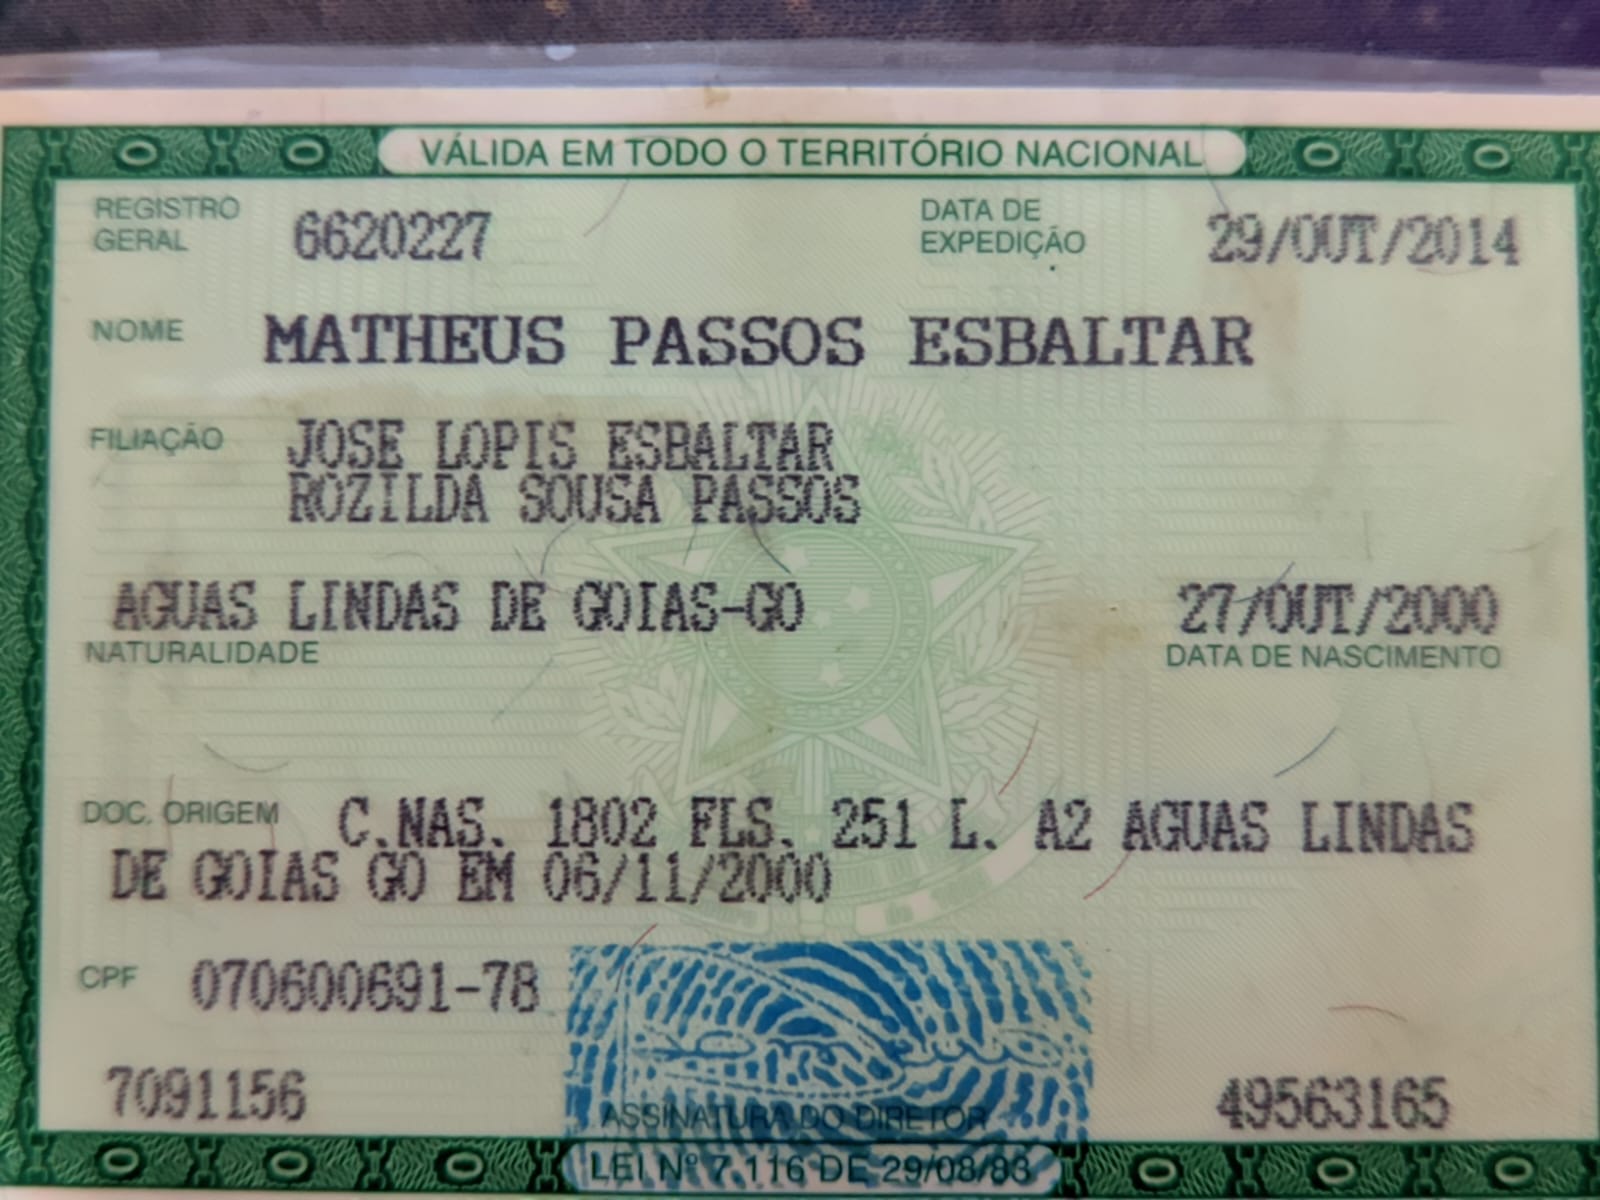 VÁLIDA EM TODO O TERRITÓRIO NACIONAL
REGISTRO GERAL 6620227 DATA DE EXPEDIÇÃO 29/OUT/2014
NOME MATHEUS PASSOS ESBALTAR
FILIAÇÃO JOSE LOPIS ESBALTAR
ROZILDA SOUSA PASSOS
AGUAS LINDAS DE GOIAS-GO 27/OUT/2000
NATURALIDADE DATA DE NASCIMENTO
DOC. ORIGEM C.NAS. 1802 FLS. 251 L. A2 AGUAS LINDAS
DE GOIAS GO EM 06/11/2000
CPF 070600691-78
7091156 49563165
ASSINATURA DO DIRETOR
LEI Nº 7.116 DE 29/08/83